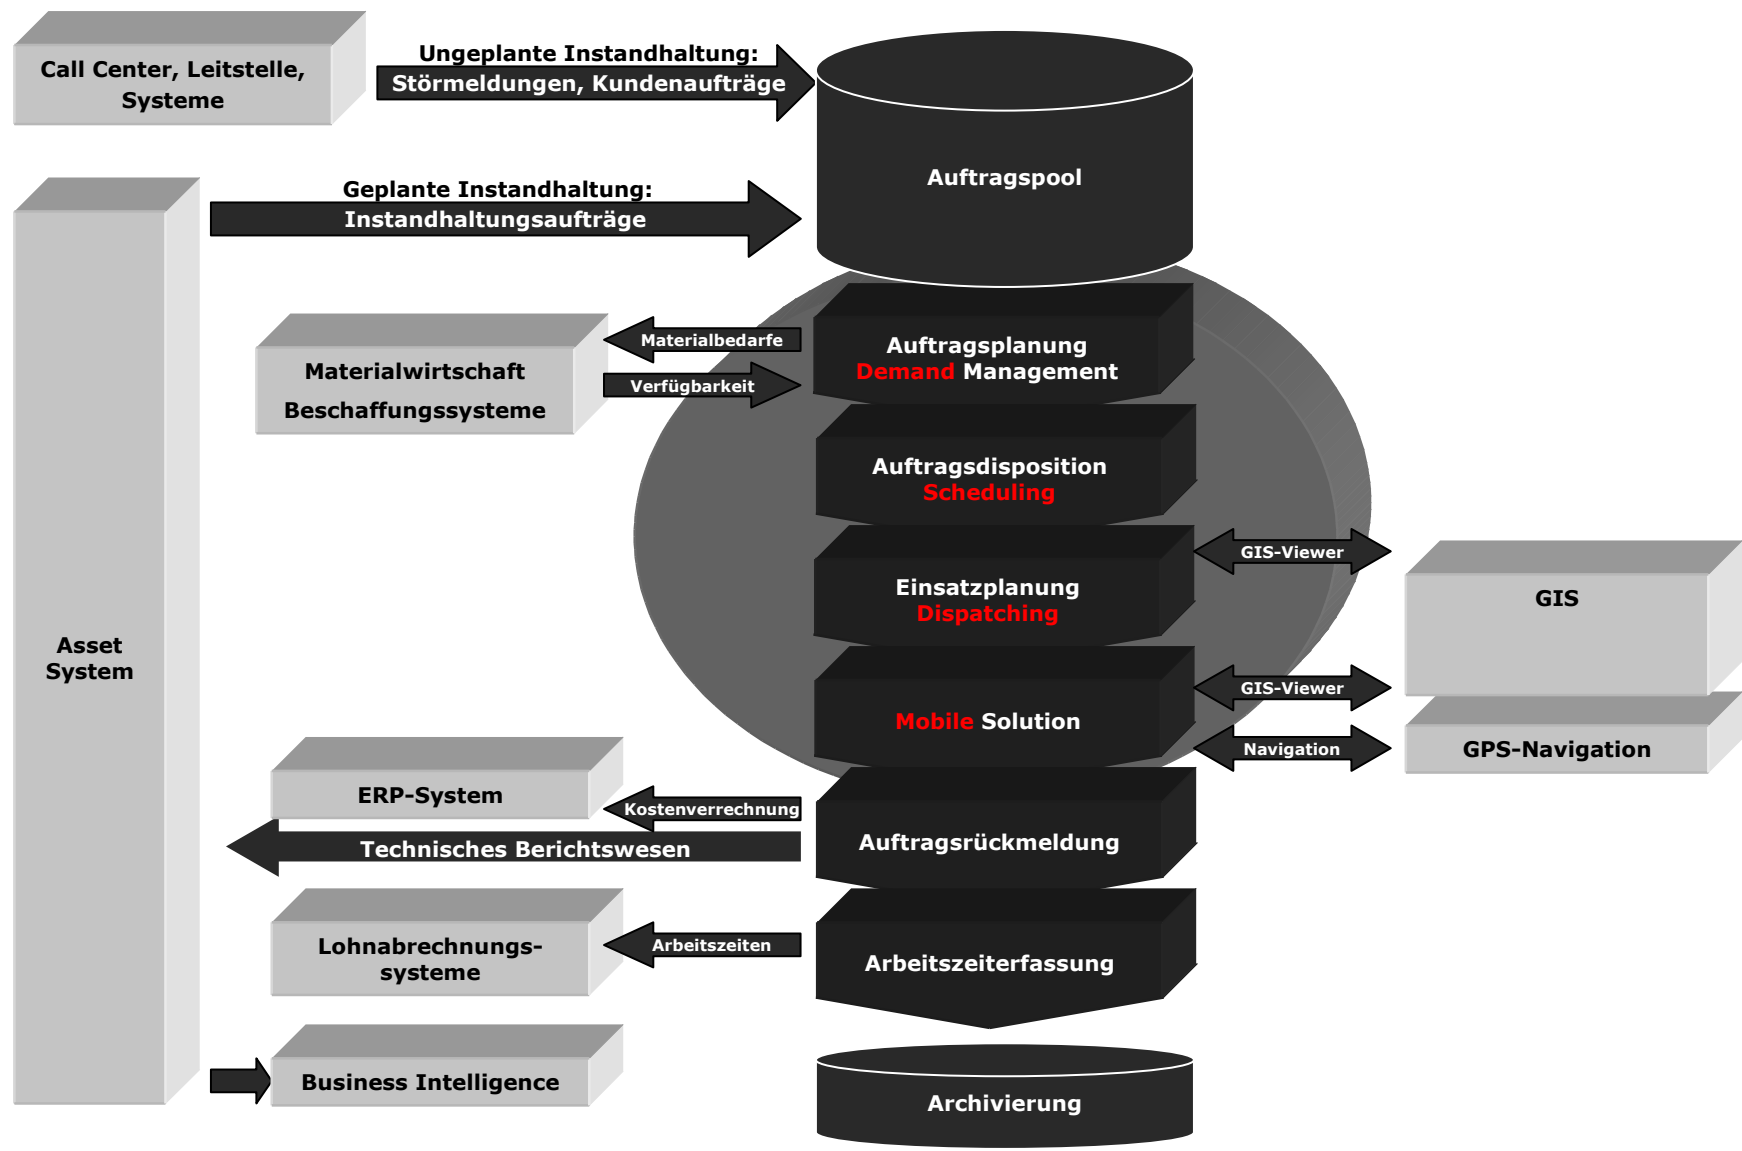 Call Center, Leitstelle,
Systeme
Ungeplante Instandhaltung:
Störmeldungen, Kundenaufträge
Auftragspool
Geplante Instandhaltung:
Instandhaltungsaufträge
Asset
System
Materialwirtschaft
Beschaffungssysteme
Materialbedarfe
Verfügbarkeit
Auftragsplanung
Demand Management
Auftragsdisposition
Scheduling
Einsatzplanung
Dispatching
GIS-Viewer
GIS
Mobile Solution
GIS-Viewer
Navigation
GPS-Navigation
ERP-System
Kostenverrechnung
Technisches Berichtswesen
Auftragsrückmeldung
Lohnabrechnungs-
systeme
Arbeitszeiten
Arbeitszeiterfassung
Business Intelligence
Archivierung